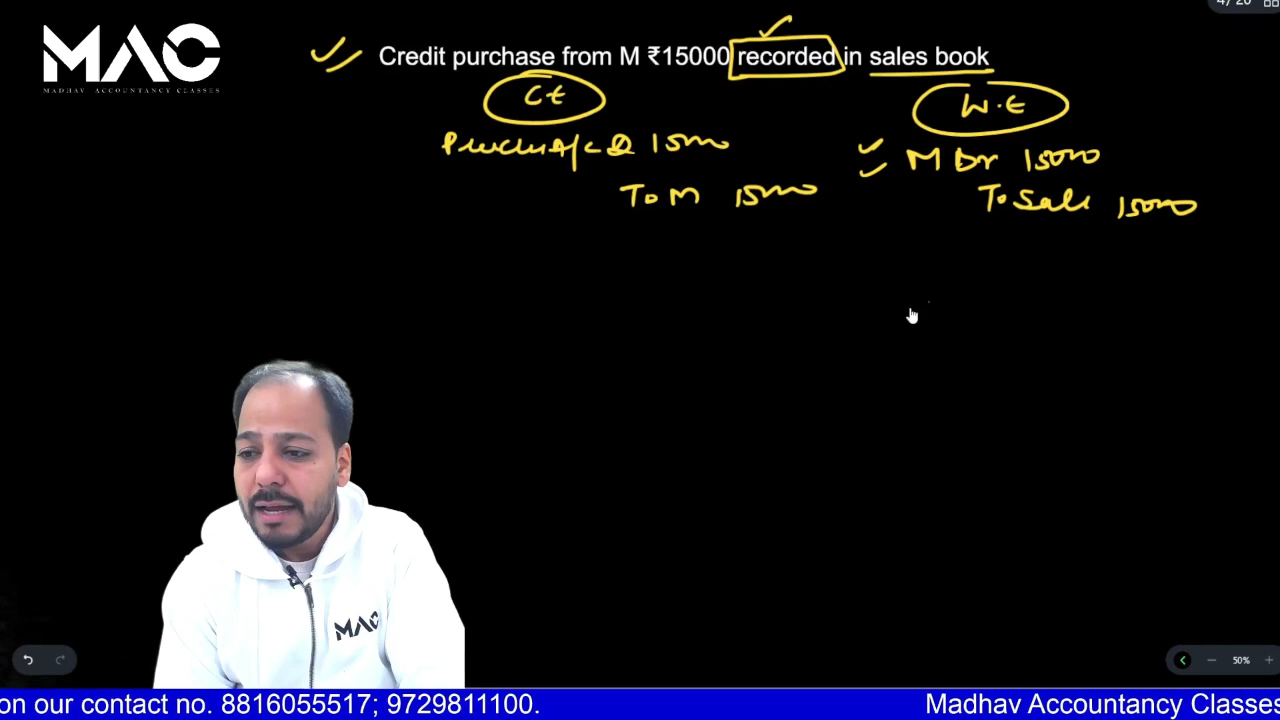 MAC
MADHAV ACCOUNTANCY CLASSES
Credit purchase from M ₹15000 recorded in sales book
C E
W. E
Dr 15000
M Dr 15000
To M 15000
To Sale 15000
MAC
50%
on our contact no. 8816055517; 9729811100.
Madhav Accountancy Classes